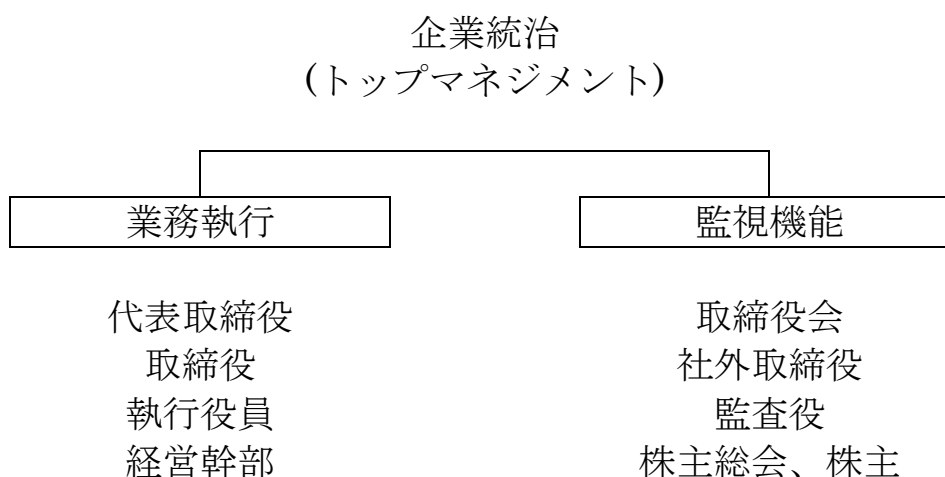 企業統治
(トップマネジメント)
業務執行
代表取締役
取締役
執行役員
経営幹部
監視機能
取締役会
社外取締役
監査役
株主総会、株主